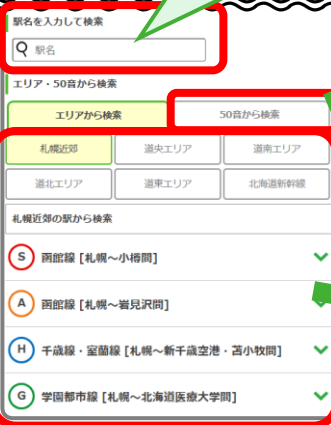 駅名を入力して検索
駅名
エリア・50音から検索
エリアから検索 50音から検索
札幌近郊 道央エリア 道南エリア
道北エリア 道東エリア 北海道新幹線
札幌近郊の駅から検索
S 函館線 [札幌～小樽間]
A 函館線 [札幌～岩見沢間]
H 千歳線・室蘭線 [札幌～新千歳空港・苫小牧間]
G 学園都市線 [札幌～北海道医療大学間]